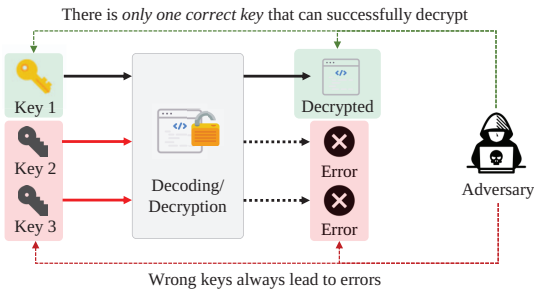 There is only one correct key that can successfully decrypt
Key 1
Decrypted
Key 2
Error
Key 3
Error
Decoding/
Decryption
Adversary
Wrong keys always lead to errors